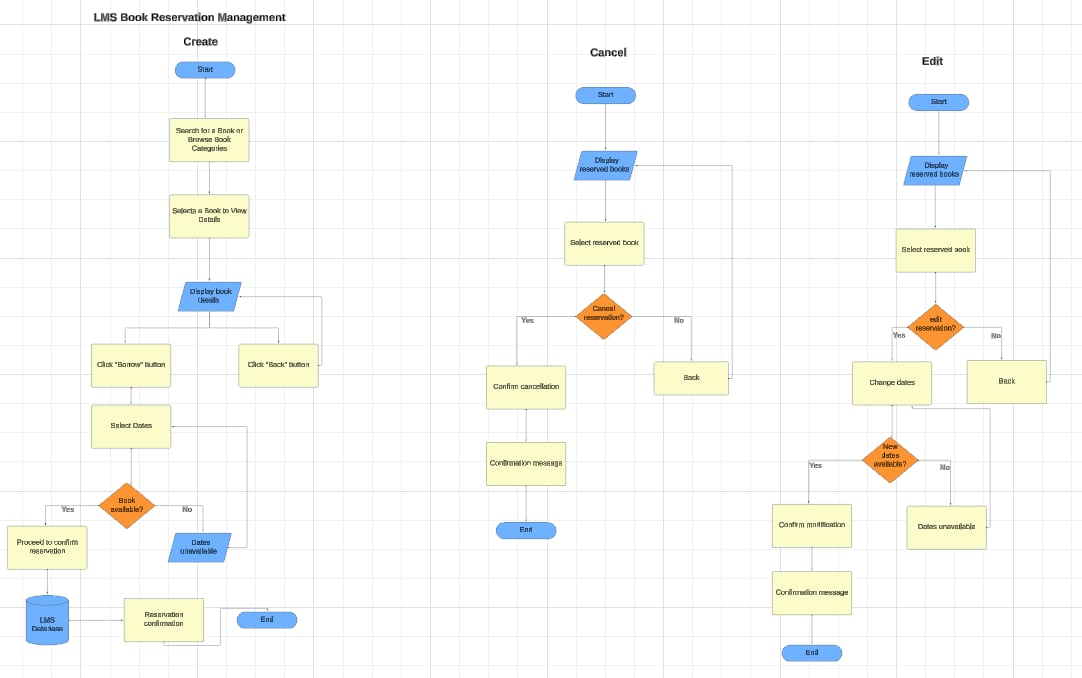 LMS Book Reservation Management
Create
Start
Search for a Book or
Browse Book
Categories
Selects a Book to View
Details
Display book
details
Click "Borrow" button
Click "Back" button
Select Dates
Book
available?
Yes
No
Proceed to confirm
reservation
Dates
unavailable
LMS
Database
Reservation
confirmation
End
Cancel
Start
Display
reserved books
Select reserved book
Cancel
reservation?
Yes
No
Confirm cancellation
Back
Confirmation message
End
Edit
Start
Display
reserved books
Select reserved book
edit
reservation?
Yes
No
Change dates
Back
New
dates
available?
Yes
No
Confirm modification
Dates unavailable
Confirmation message
End